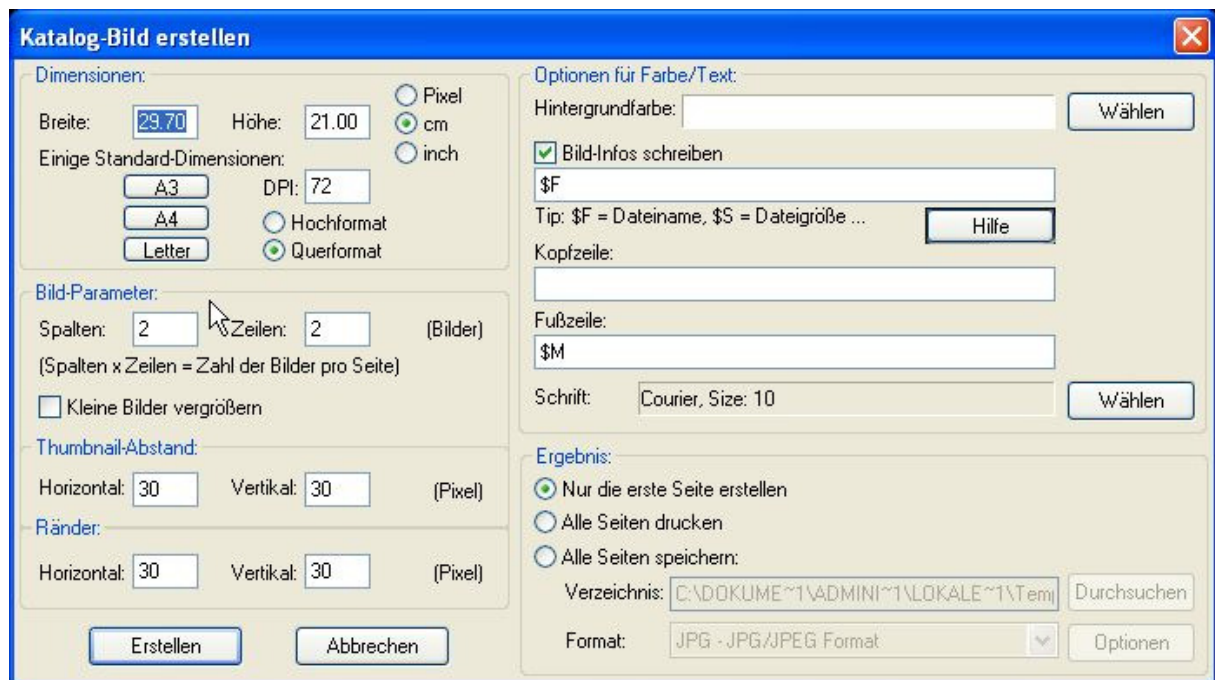 Katalog-Bild erstellen
Dimensionen:
Breite: 29.70 Höhe: 21.00
Pixel
cm
inch
Einige Standard-Dimensionen:
A3
A4
Letter
DPI: 72
Hochformat
Querformat
Bild-Parameter:
Spalten: 2 Zeilen: 2 (Bilder)
(Spalten x Zeilen = Zahl der Bilder pro Seite)
Kleine Bilder vergrößern
Thumbnail-Abstand:
Horizontal: 30 Vertikal: 30 (Pixel)
Ränder:
Horizontal: 30 Vertikal: 30 (Pixel)
Erstellen Abbrechen
Optionen für Farbe/Text:
Hintergrundfarbe: Wählen
Bild-Infos schreiben
$F
Tip: $F = Dateiname, $S = Dateigröße ...
Hilfe
Kopfzeile:
Fußzeile:
$M
Schrift: Courier, Size: 10 Wählen
Ergebnis:
Nur die erste Seite erstellen
Alle Seiten drucken
Alle Seiten speichern:
Verzeichnis: C:\DOKUME~1\ADMINI~1\LOKALE~1\Temp Durchsuchen
Format: JPG - JPG/JPEG Format Optionen